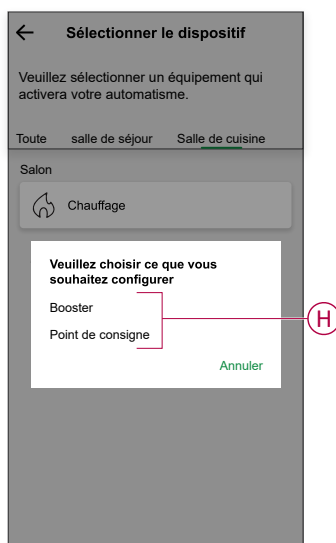 Sélectionner le dispositif
Veuillez sélectionner un équipement qui
activera votre automatisme.
Toute salle de séjour Salle de cuisine
Salon
Chauffage
Veuillez choisir ce que vous
souhaitez configurer
Booster
Point de consigne
H
Annuler